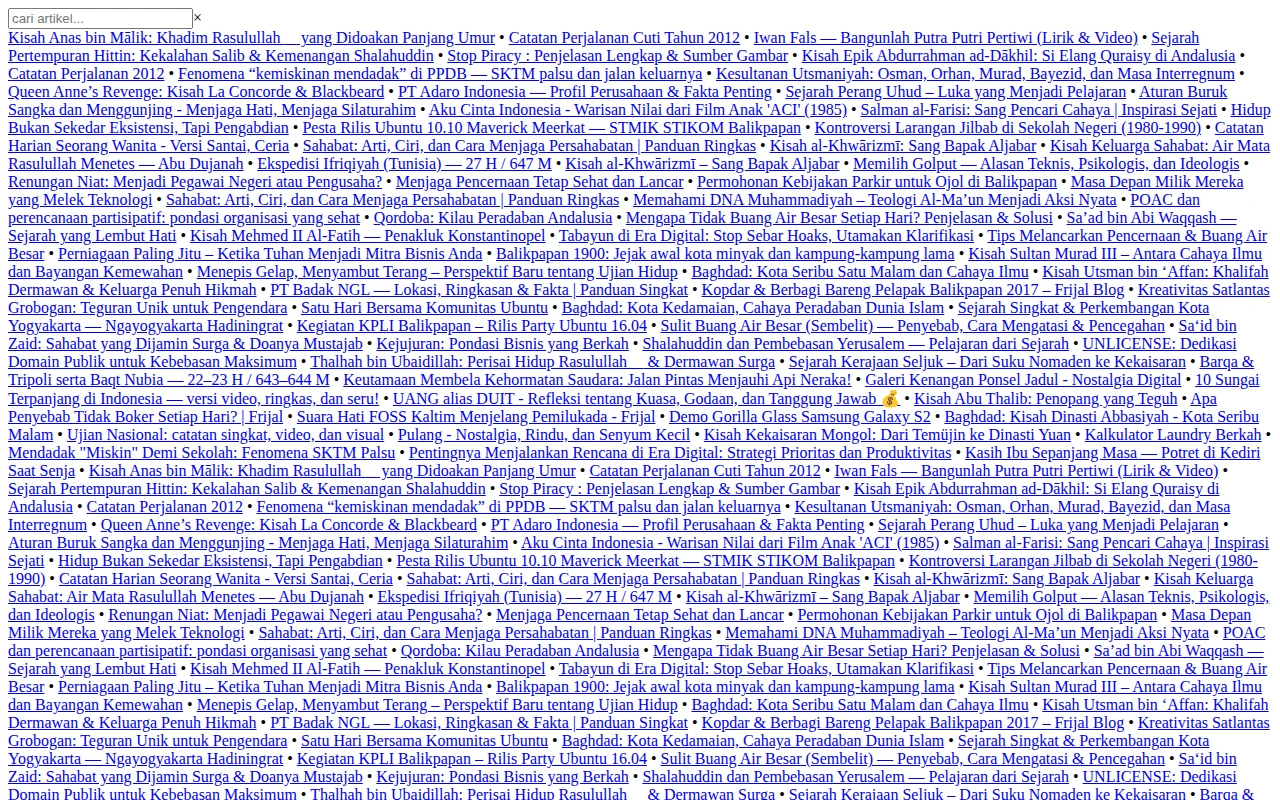 cari artikel... ×
Kisah Anas bin Mālik: Khadim Rasulullah __ yang Didoakan Panjang Umur • Catatan Perjalanan Cuti Tahun 2012 • Iwan Fals — Bangunlah Putra Putri Pertiwi (Lirik & Video) • Sejarah
Pertempuran Hittin: Kekalahan Salib & Kemenangan Shalahuddin • Stop Piracy : Penjelasan Lengkap & Sumber Gambar • Kisah Epik Abdurrahman ad-Dākhil: Si Elang Quraisy di Andalusia •
Catatan Perjalanan 2012 • Fenomena “kemiskinan mendadak” di PPDB — SKTM palsu dan jalan keluarnya • Kesultanan Utsmaniyah: Osman, Orhan, Murad, Bayezid, dan Masa Interregnum •
Queen Anne’s Revenge: Kisah La Concorde & Blackbeard • PT Adaro Indonesia — Profil Perusahaan & Fakta Penting • Sejarah Perang Uhud – Luka yang Menjadi Pelajaran • Aturan Buruk
Sangka dan Menggunjing - Menjaga Hati, Menjaga Silaturahim • Aku Cinta Indonesia - Warisan Nilai dari Film Anak 'ACI' (1985) • Salman al-Farisi: Sang Pencari Cahaya | Inspirasi Sejati • Hidup
Bukan Sekedar Eksistensi, Tapi Pengabdian • Pesta Rilis Ubuntu 10.10 Maverick Meerkat — STMIK STIKOM Balikpapan • Kontroversi Larangan Jilbab di Sekolah Negeri (1980-1990) • Catatan
Harian Seorang Wanita - Versi Santai, Ceria • Sahabat: Arti, Ciri, dan Cara Menjaga Persahabatan | Panduan Ringkas • Kisah al-Khwārizmī: Sang Bapak Aljabar • Kisah Keluarga Sahabat: Air Mata
Rasulullah Menetes — Abu Dujanah • Ekspedisi Ifriqiyah (Tunisia) — 27 H / 647 M • Kisah al-Khwārizmī – Sang Bapak Aljabar • Memilih Golput — Alasan Teknis, Psikologis, dan Ideologis •
Renungan Niat: Menjadi Pegawai Negeri atau Pengusaha? • Menjaga Pencernaan Tetap Sehat dan Lancar • Permohonan Kebijakan Parkir untuk Ojol di Balikpapan • Masa Depan Milik Mereka
yang Melek Teknologi • Sahabat: Arti, Ciri, dan Cara Menjaga Persahabatan | Panduan Ringkas • Memahami DNA Muhammadiyah – Teologi Al-Ma’un Menjadi Aksi Nyata • POAC dan
perencanaan partisipatif: pondasi organisasi yang sehat • Qordoba: Kilau Peradaban Andalusia • Mengapa Tidak Buang Air Besar Setiap Hari? Penjelasan & Solusi • Sa’ad bin Abi Waqqash —
Sejarah yang Lembut Hati • Kisah Mehmed II Al-Fatih — Penakluk Konstantinopel • Tabayun di Era Digital: Stop Sebar Hoaks, Utamakan Klarifikasi • Tips Melancarkan Pencernaan & Buang Air
Besar • Perniagaan Paling Jitu – Ketika Tuhan Menjadi Mitra Bisnis Anda • Balikpapan 1900: Jejak awal kota minyak dan kampung-kampung lama • Kisah Sultan Murad III – Antara Cahaya Ilmu
dan Bayangan Kemewahan • Menepis Gelap, Menyambut Terang – Perspektif Baru tentang Ujian Hidup • Baghdad: Kota Seribu Satu Malam dan Cahaya Ilmu • Kisah Utsman bin ‘Affan: Khalifah
Dermawan & Keluarga Penuh Hikmah • PT Badak NGL — Lokasi, Ringkasan & Fakta | Panduan Singkat • Kopdar & Berbagi Bareng Pelapak Balikpapan 2017 – Frijal Blog • Kreativitas Satlantas
Grobogan: Teguran Unik untuk Pengendara • Satu Hari Bersama Komunitas Ubuntu • Baghdad: Kota Kedamaian, Cahaya Peradaban Dunia Islam • Sejarah Singkat & Perkembangan Kota
Yogyakarta — Ngayogyakarta Hadiningrat • Kegiatan KPLI Balikpapan – Rilis Party Ubuntu 16.04 • Sulit Buang Air Besar (Sembelit) — Penyebab, Cara Mengatasi & Pencegahan • Sa‘id bin
Zaid: Sahabat yang Dijamin Surga & Doanya Mustajab • Kejujuran: Pondasi Bisnis yang Berkah • Shalahuddin dan Pembebasan Yerusalem — Pelajaran dari Sejarah • UNLICENSE: Dedikasi
Domain Publik untuk Kebebasan Maksimum • Thalhah bin Ubaidillah: Perisai Hidup Rasulullah __ & Dermawan Surga • Sejarah Kerajaan Seljuk – Dari Suku Nomaden ke Kekaisaran • Barqa &
Tripoli serta Baqt Nubia — 22–23 H / 643–644 M • Keutamaan Membela Kehormatan Saudara: Jalan Pintas Menjauhi Api Neraka! • Galeri Kenangan Ponsel Jadul - Nostalgia Digital • 10 Sungai
Terpanjang di Indonesia — versi video, ringkas, dan seru! • UANG alias DUIT - Refleksi tentang Kuasa, Godaan, dan Tanggung Jawab 💰 • Kisah Abu Thalib: Penopang yang Teguh • Apa
Penyebab Tidak Boker Setiap Hari? | Frijal • Suara Hati FOSS Kaltim Menjelang Pemilukada - Frijal • Demo Gorilla Glass Samsung Galaxy S2 • Baghdad: Kisah Dinasti Abbasiyah - Kota Seribu
Malam • Ujian Nasional: catatan singkat, video, dan visual • Pulang - Nostalgia, Rindu, dan Senyum Kecil • Kisah Kekaisaran Mongol: Dari Temüjin ke Dinasti Yuan • Kalkulator Laundry Berkah •
Mendadak "Miskin" Demi Sekolah: Fenomena SKTM Palsu • Pentingnya Menjalankan Rencana di Era Digital: Strategi Prioritas dan Produktivitas • Kasih Ibu Sepanjang Masa — Potret di Kediri
Saat Senja • Kisah Anas bin Mālik: Khadim Rasulullah __ yang Didoakan Panjang Umur • Catatan Perjalanan Cuti Tahun 2012 • Iwan Fals — Bangunlah Putra Putri Pertiwi (Lirik & Video) •
Sejarah Pertempuran Hittin: Kekalahan Salib & Kemenangan Shalahuddin • Stop Piracy : Penjelasan Lengkap & Sumber Gambar • Kisah Epik Abdurrahman ad-Dākhil: Si Elang Quraisy di
Andalusia • Catatan Perjalanan 2012 • Fenomena “kemiskinan mendadak” di PPDB — SKTM palsu dan jalan keluarnya • Kesultanan Utsmaniyah: Osman, Orhan, Murad, Bayezid, dan Masa
Interregnum • Queen Anne’s Revenge: Kisah La Concorde & Blackbeard • PT Adaro Indonesia — Profil Perusahaan & Fakta Penting • Sejarah Perang Uhud – Luka yang Menjadi Pelajaran •
Aturan Buruk Sangka dan Menggunjing - Menjaga Hati, Menjaga Silaturahim • Aku Cinta Indonesia - Warisan Nilai dari Film Anak 'ACI' (1985) • Salman al-Farisi: Sang Pencari Cahaya | Inspirasi
Sejati • Hidup Bukan Sekedar Eksistensi, Tapi Pengabdian • Pesta Rilis Ubuntu 10.10 Maverick Meerkat — STMIK STIKOM Balikpapan • Kontroversi Larangan Jilbab di Sekolah Negeri (1980-
1990) • Catatan Harian Seorang Wanita - Versi Santai, Ceria • Sahabat: Arti, Ciri, dan Cara Menjaga Persahabatan | Panduan Ringkas • Kisah al-Khwārizmī: Sang Bapak Aljabar • Kisah Keluarga
Sahabat: Air Mata Rasulullah Menetes — Abu Dujanah • Ekspedisi Ifriqiyah (Tunisia) — 27 H / 647 M • Kisah al-Khwārizmī – Sang Bapak Aljabar • Memilih Golput — Alasan Teknis, Psikologis,
dan Ideologis • Renungan Niat: Menjadi Pegawai Negeri atau Pengusaha? • Menjaga Pencernaan Tetap Sehat dan Lancar • Permohonan Kebijakan Parkir untuk Ojol di Balikpapan • Masa Depan
Milik Mereka yang Melek Teknologi • Sahabat: Arti, Ciri, dan Cara Menjaga Persahabatan | Panduan Ringkas • Memahami DNA Muhammadiyah – Teologi Al-Ma’un Menjadi Aksi Nyata • POAC
dan perencanaan partisipatif: pondasi organisasi yang sehat • Qordoba: Kilau Peradaban Andalusia • Mengapa Tidak Buang Air Besar Setiap Hari? Penjelasan & Solusi • Sa’ad bin Abi Waqqash —
Sejarah yang Lembut Hati • Kisah Mehmed II Al-Fatih — Penakluk Konstantinopel • Tabayun di Era Digital: Stop Sebar Hoaks, Utamakan Klarifikasi • Tips Melancarkan Pencernaan & Buang Air
Besar • Perniagaan Paling Jitu – Ketika Tuhan Menjadi Mitra Bisnis Anda • Balikpapan 1900: Jejak awal kota minyak dan kampung-kampung lama • Kisah Sultan Murad III – Antara Cahaya Ilmu
dan Bayangan Kemewahan • Menepis Gelap, Menyambut Terang – Perspektif Baru tentang Ujian Hidup • Baghdad: Kota Seribu Satu Malam dan Cahaya Ilmu • Kisah Utsman bin ‘Affan: Khalifah
Dermawan & Keluarga Penuh Hikmah • PT Badak NGL — Lokasi, Ringkasan & Fakta | Panduan Singkat • Kopdar & Berbagi Bareng Pelapak Balikpapan 2017 – Frijal Blog • Kreativitas Satlantas
Grobogan: Teguran Unik untuk Pengendara • Satu Hari Bersama Komunitas Ubuntu • Baghdad: Kota Kedamaian, Cahaya Peradaban Dunia Islam • Sejarah Singkat & Perkembangan Kota
Yogyakarta — Ngayogyakarta Hadiningrat • Kegiatan KPLI Balikpapan – Rilis Party Ubuntu 16.04 • Sulit Buang Air Besar (Sembelit) — Penyebab, Cara Mengatasi & Pencegahan • Sa‘id bin
Zaid: Sahabat yang Dijamin Surga & Doanya Mustajab • Kejujuran: Pondasi Bisnis yang Berkah • Shalahuddin dan Pembebasan Yerusalem — Pelajaran dari Sejarah • UNLICENSE: Dedikasi
Domain Publik untuk Kebebasan Maksimum • Thalhah bin Ubaidillah: Perisai Hidup Rasulullah __ & Dermawan Surga • Sejarah Kerajaan Seljuk – Dari Suku Nomaden ke Kekaisaran • Barqa &